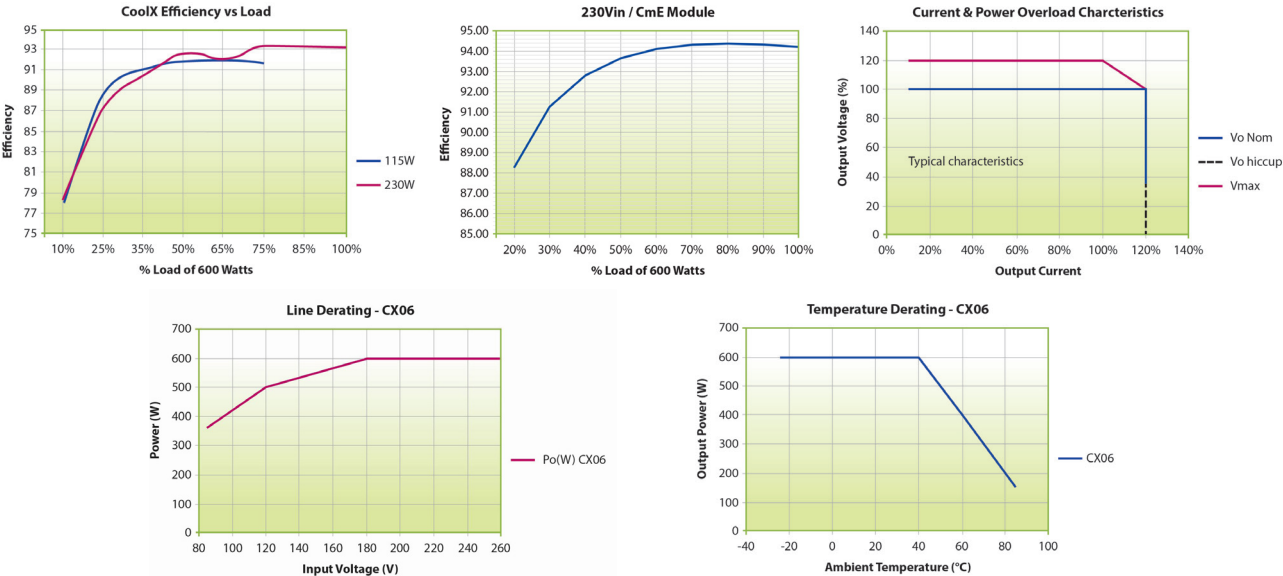 CoolX Efficiency vs Load
Efficiency
95
93
91
89
87
85
83
81
79
77
75
10% 25% 35% 50% 65% 75% 85% 100%
% Load of 600 Watts
115W
230W
230Vin / CmE Module
Efficiency
95.00
94.00
93.00
92.00
91.00
90.00
89.00
88.00
87.00
86.00
85.00
20% 30% 40% 50% 60% 70% 80% 90% 100%
% Load of 600 Watts
Current & Power Overload Charcteristics
Output Voltage (%)
140
120
100
80
60
40
20
0
Typical characteristics
0% 20% 40% 60% 80% 100% 120% 140%
Output Current
Vo Nom
Vo hiccup
Vmax
Line Derating - CX06
Power (W)
700
600
500
400
300
200
100
0
80 100 120 140 160 180 200 220 240 260
Input Voltage (V)
Po(W) CX06
Temperature Derating - CX06
Output Power (W)
700
600
500
400
300
200
100
0
-40 -20 0 20 40 60 80 100
Ambient Temperature (°C)
CX06